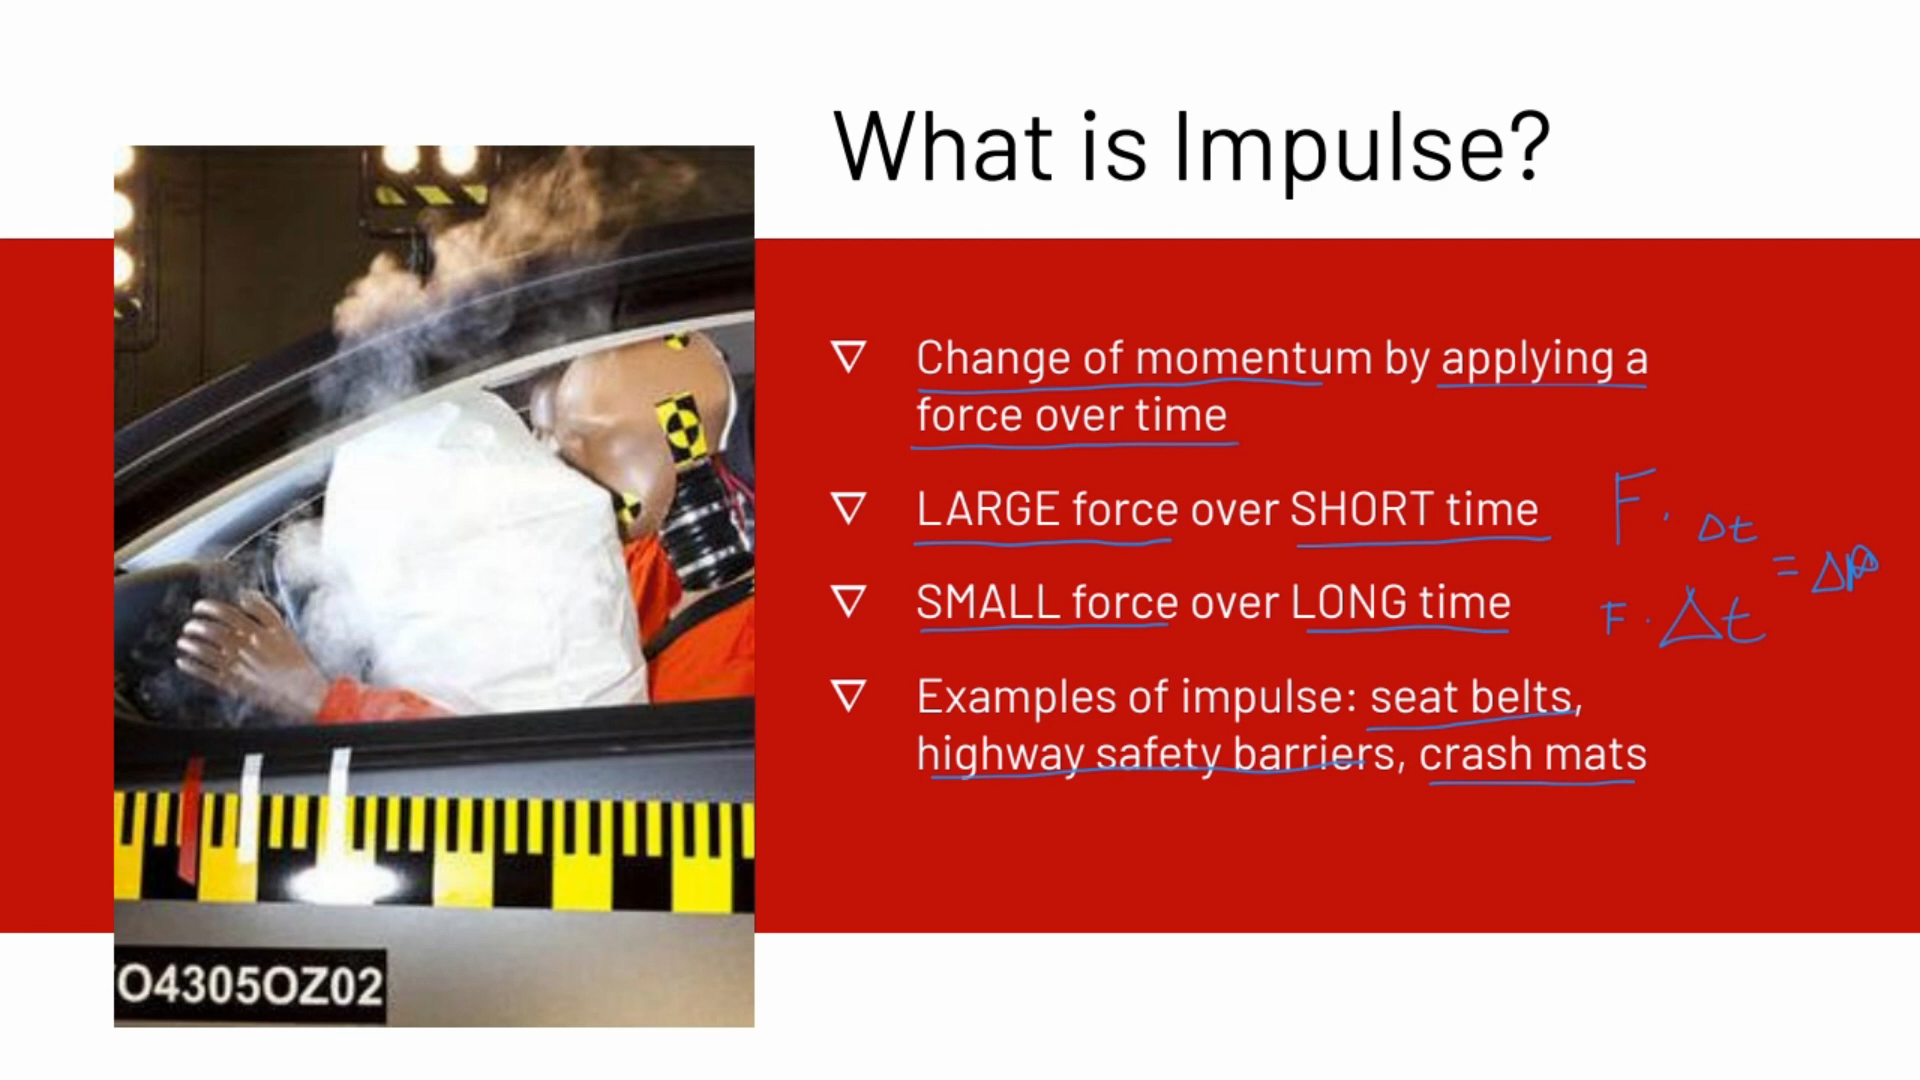 What is Impulse?
Change of momentum by applying a
force over time
LARGE force over SHORT time
F · Δt
= Δp
SMALL force over LONG time
F · Δt
Examples of impulse: seat belts,
highway safety barriers, crash mats
O4305OZ02